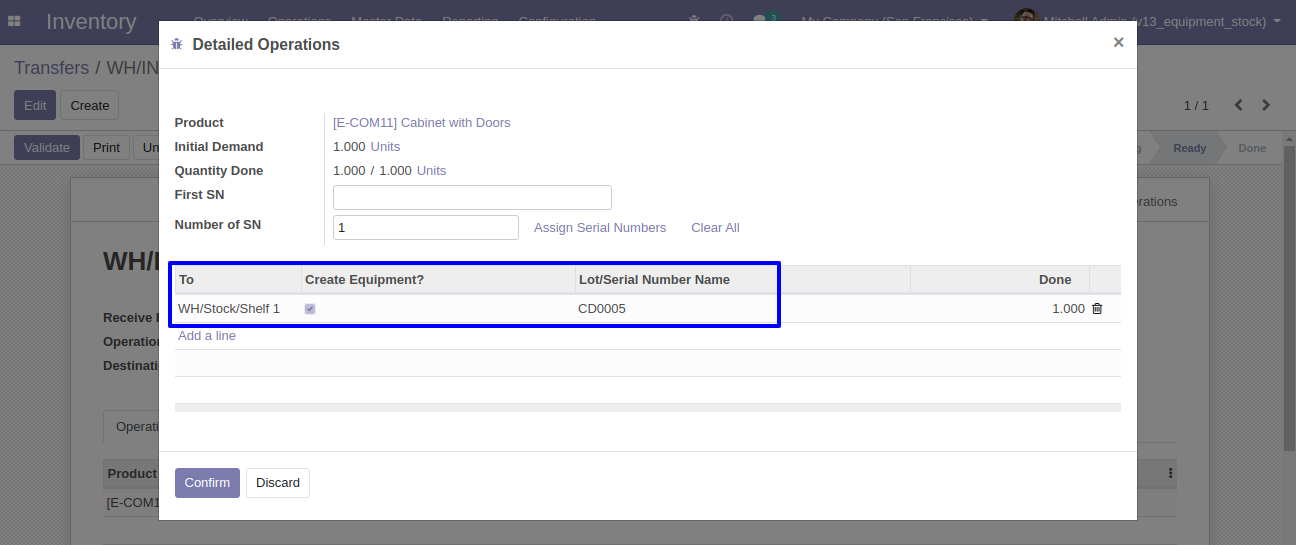 Inventory Overview Operations Master Data Reporting Configuration 3 My Company (San Francisco) Mitchell Admin (v13_equipment_stock)
Detailed Operations ×
Transfers / WH/IN
Edit Create 1 / 1
Validate Print Un Ready Done
Product [E-COM11] Cabinet with Doors
Initial Demand 1.000 Units
Quantity Done 1.000 / 1.000 Units
First SN
erations
Number of SN 1 Assign Serial Numbers Clear All
WH/I
To Create Equipment? Lot/Serial Number Name Done
WH/Stock/Shelf 1 CD0005 1.000
Receive F
Add a line
Operation
Destinati
Operati
Product
Confirm Discard
[E-COM1